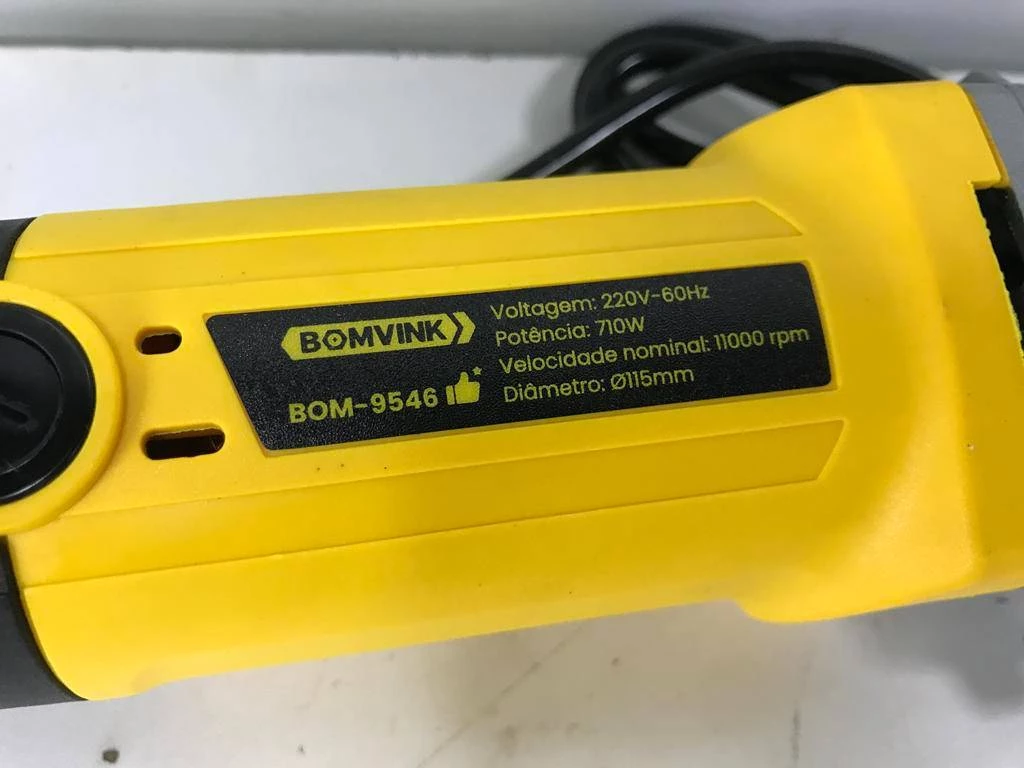 BOMVINK
BOM-9546
Voltagem: 220V-60Hz
Potência: 710W
Velocidade nominal: 11000 rpm
Diâmetro: Ø115mm